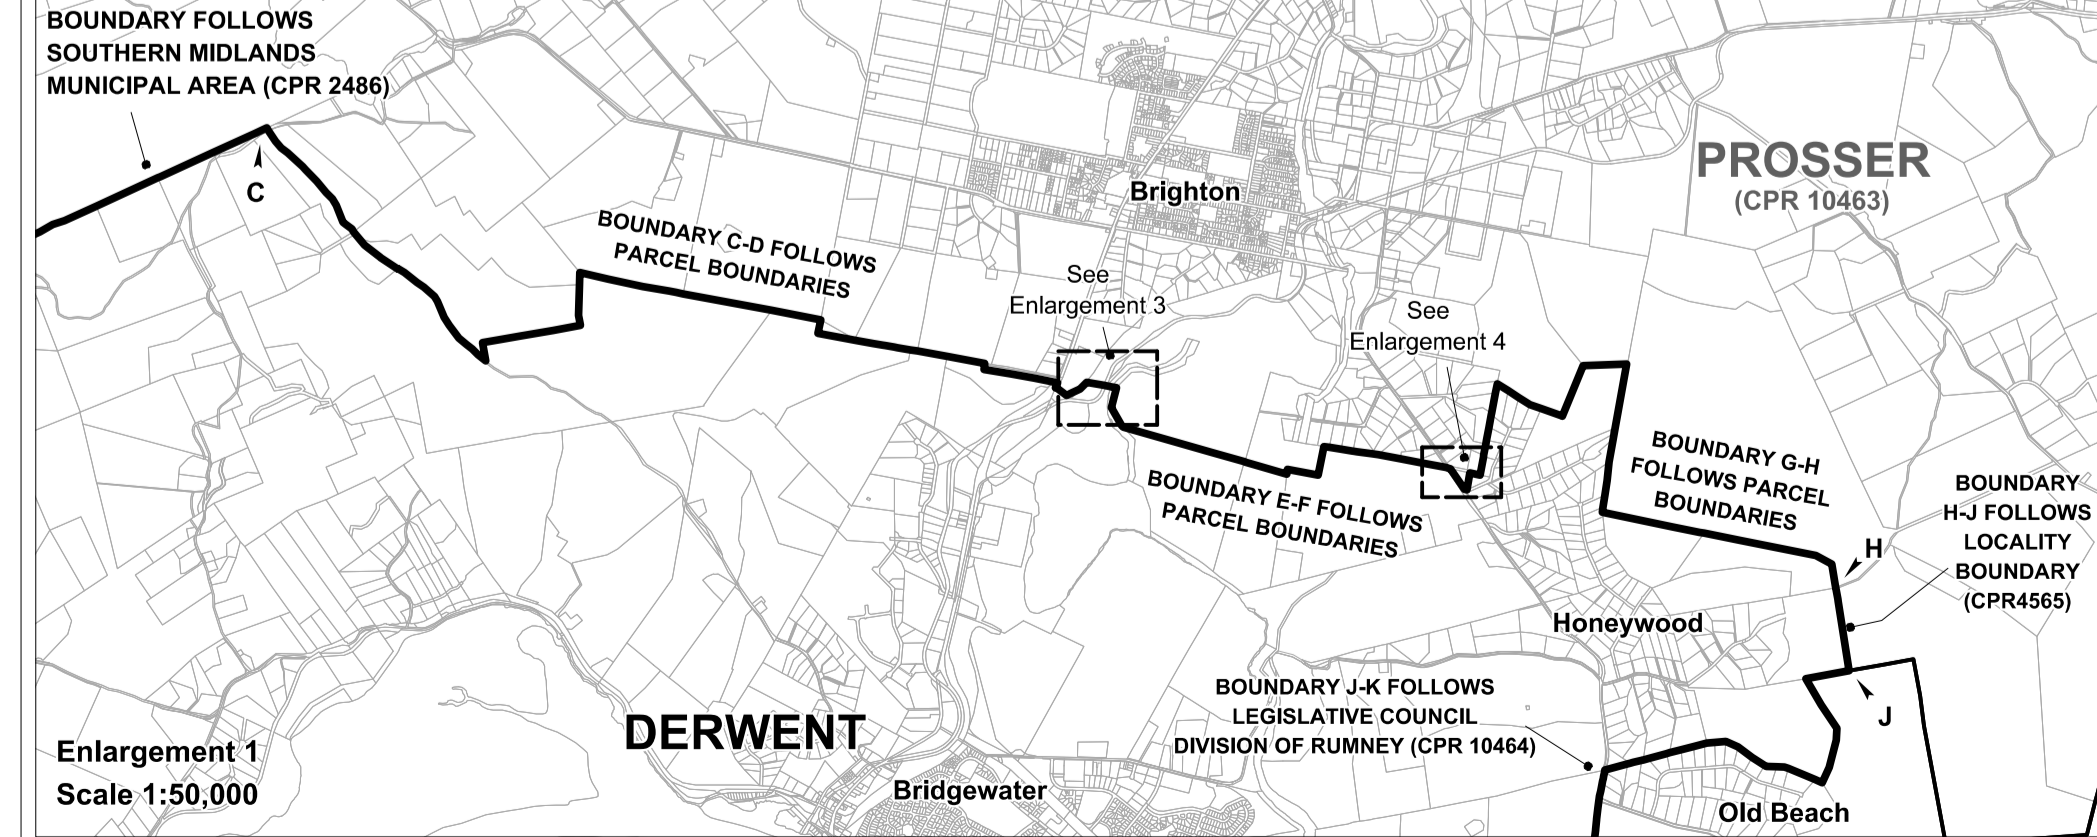 BOUNDARY FOLLOWS
SOUTHERN MIDLANDS
MUNICIPAL AREA (CPR 2486)
C
BOUNDARY C-D FOLLOWS
PARCEL BOUNDARIES
Brighton
PROSSER
(CPR 10463)
See
Enlargement 3
See
Enlargement 4
BOUNDARY E-F FOLLOWS
PARCEL BOUNDARIES
BOUNDARY G-H
FOLLOWS PARCEL
BOUNDARIES
BOUNDARY
H-J FOLLOWS
LOCALITY
BOUNDARY
(CPR4565)
H
Honeywood
J
BOUNDARY J-K FOLLOWS
LEGISLATIVE COUNCIL
DIVISION OF RUMNEY (CPR 10464)
DERWENT
Bridgewater
Old Beach
Enlargement 1
Scale 1:50,000